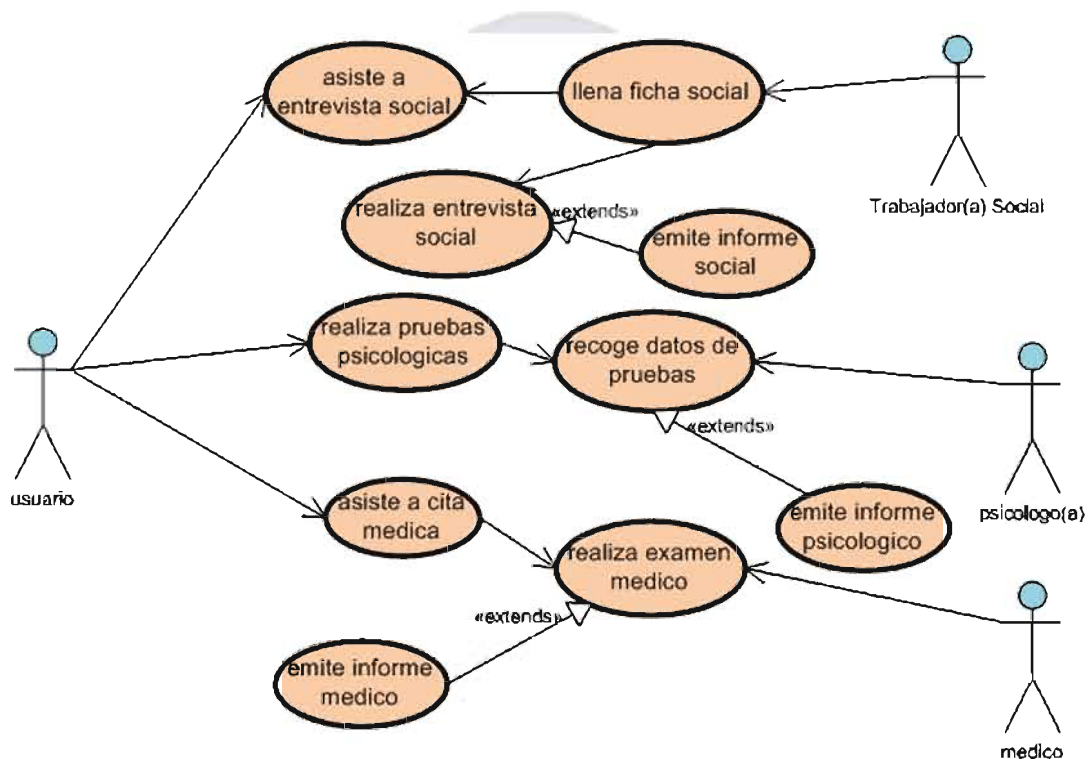 asiste a
entrevista social
llena ficha social
Trabajador(a) Social
realiza entrevista
social
«extends»
emite informe
social
realiza pruebas
psicologicas
recoge datos de
pruebas
«extends»
usuario
psicologo(a)
asiste a cita
medica
emite informe
psicologico
realiza examen
medico
«extends»
emite informe
medico
medico